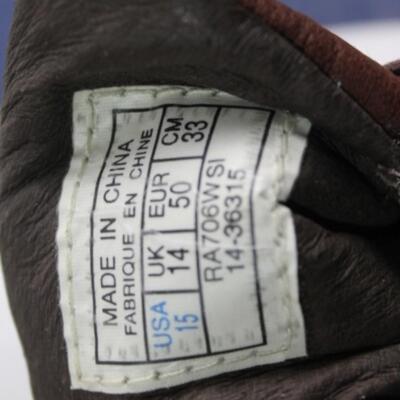 MADE IN CHINA
FABRIQUE EN CHINE
USA UK EUR CM
15 14 50 33
RA706WSI
14-36315